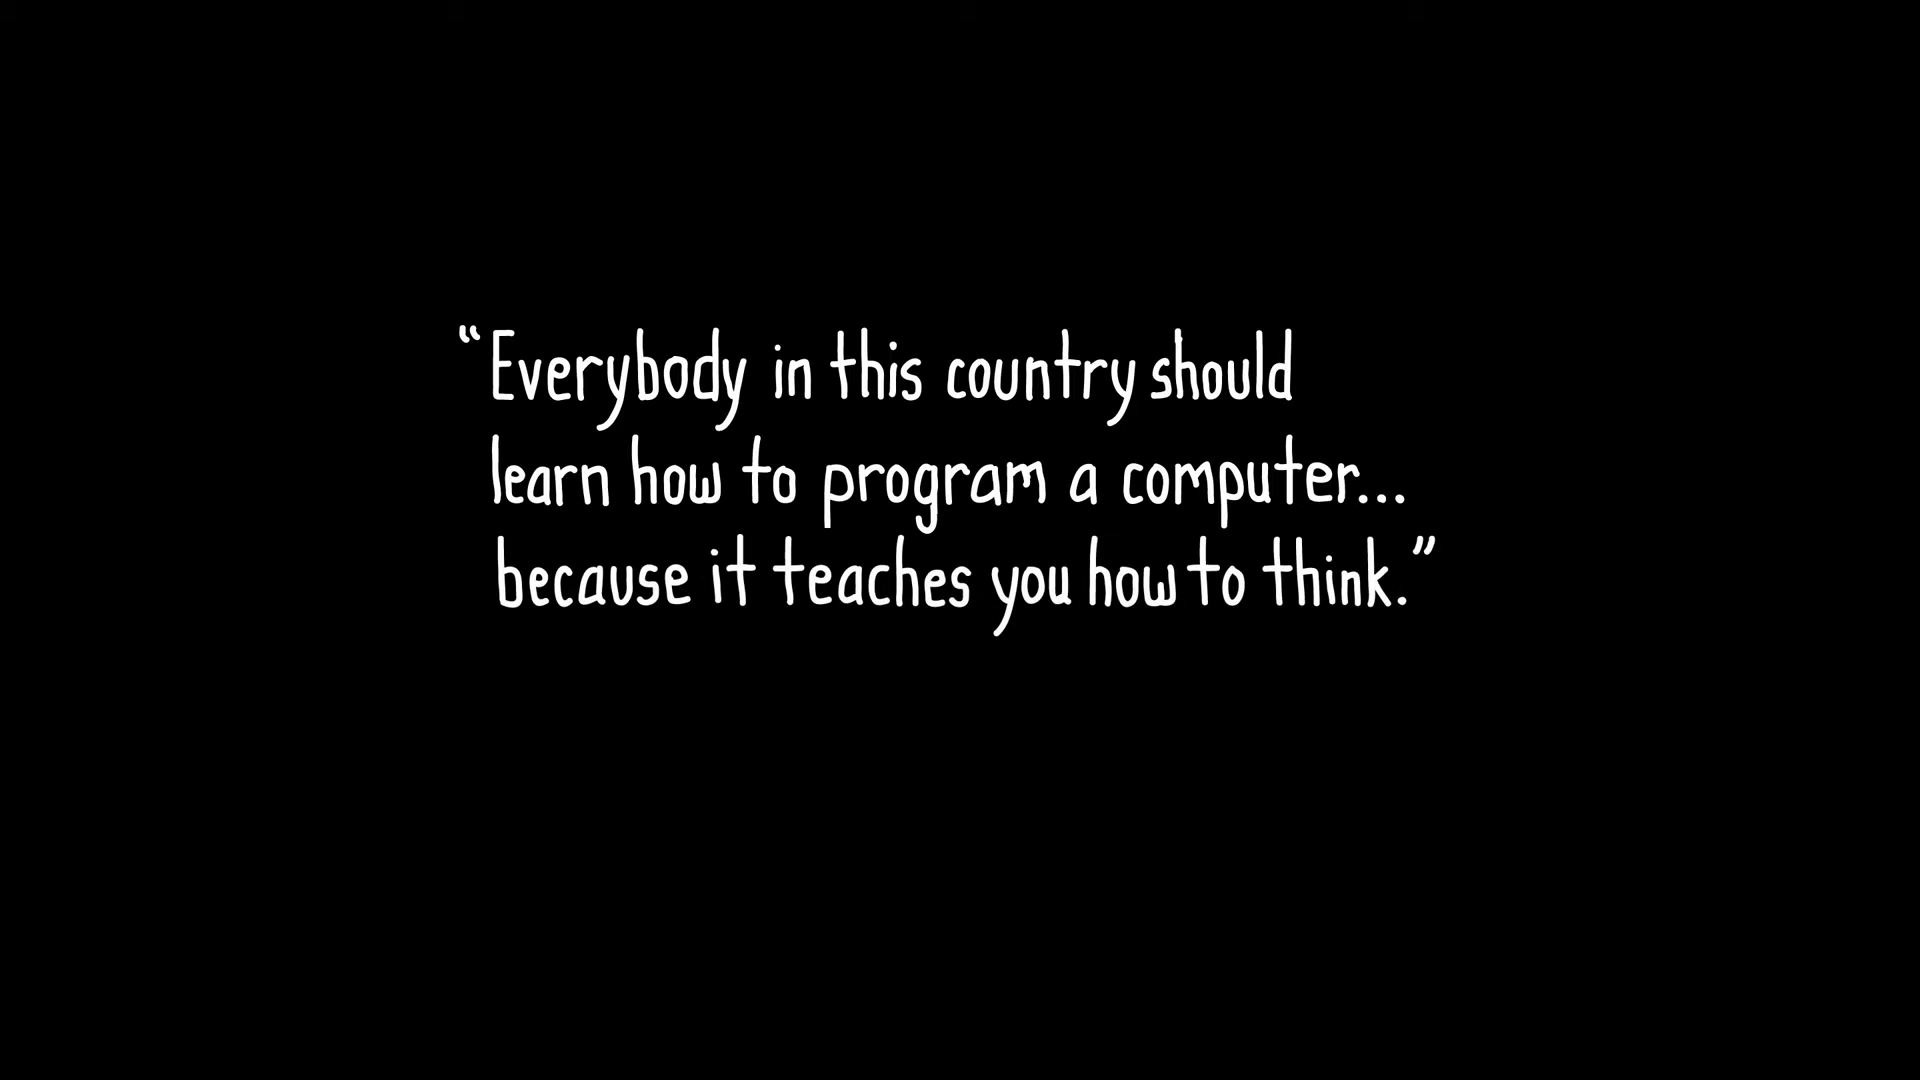 “Everybody in this country should
learn how to program a computer...
because it teaches you how to think.”